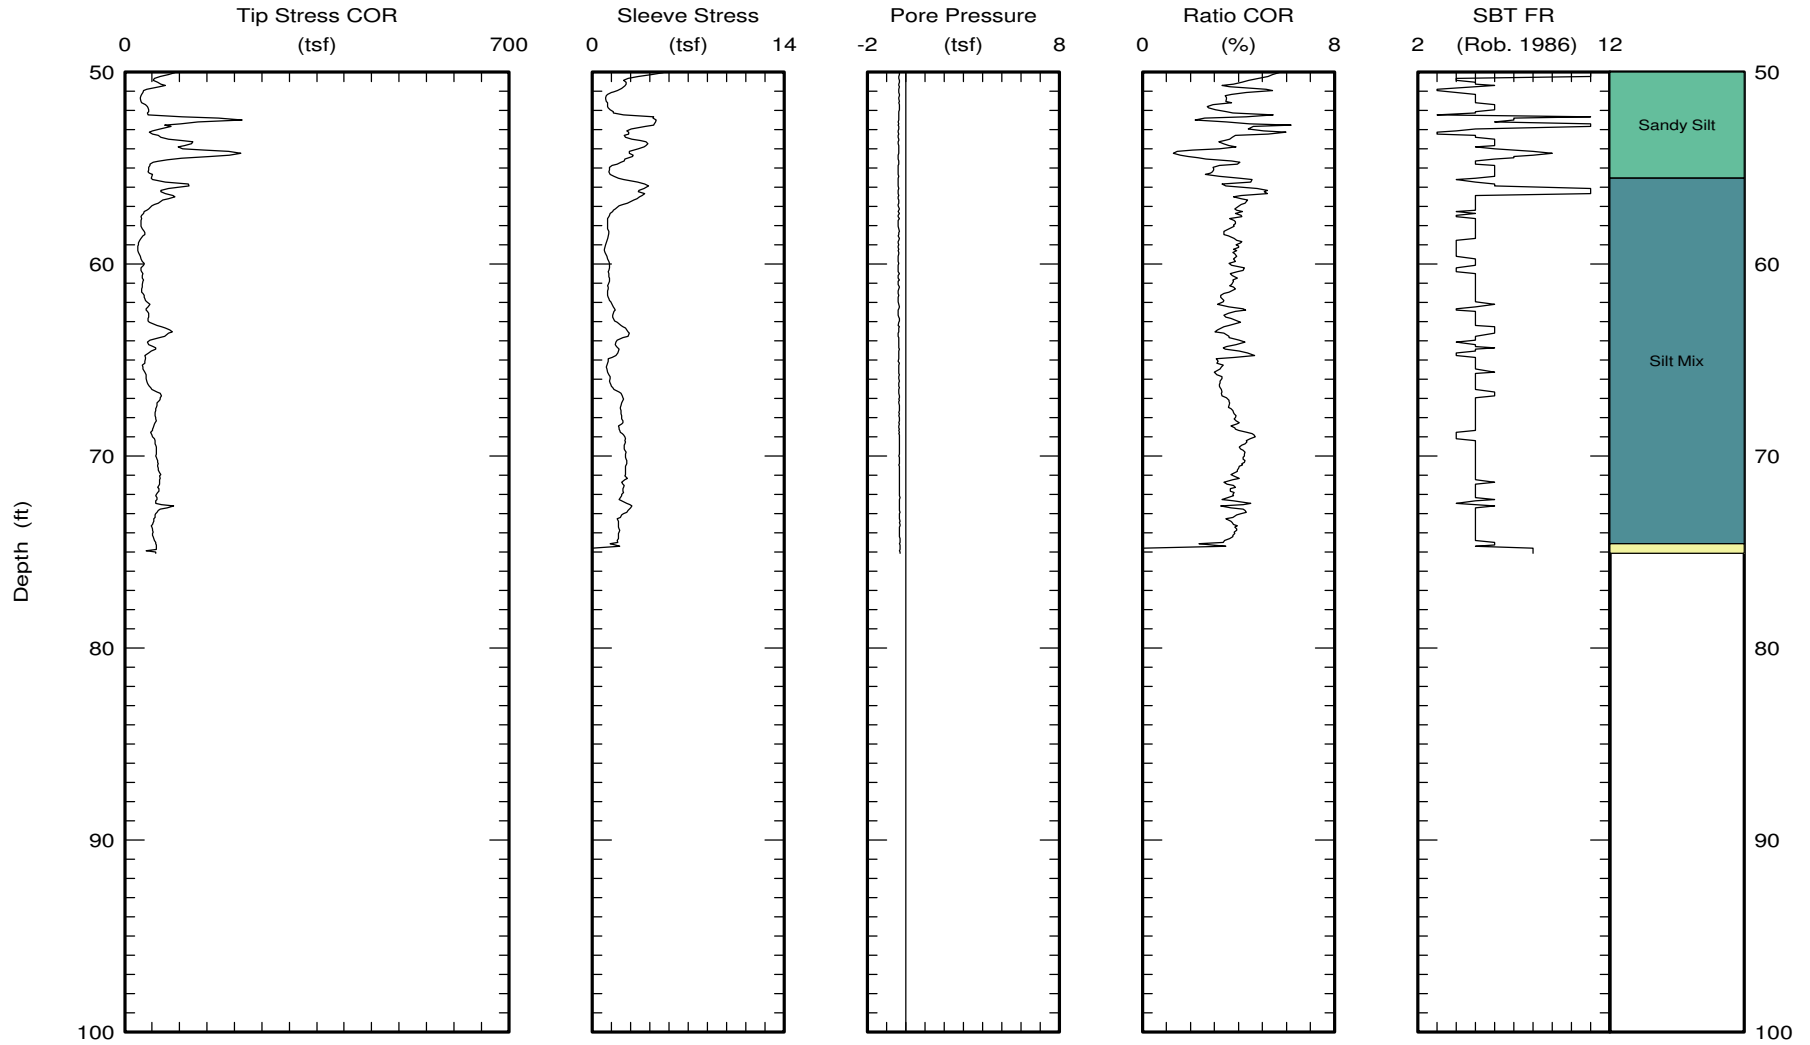 Tip Stress COR Sleeve Stress Pore Pressure Ratio COR SBT FR
0 (tsf) 700 0 (tsf) 14 -2 (tsf) 8 0 (%) 8 2 (Rob. 1986) 12
50 50
Sandy Silt
60 60
Silt Mix
70 70
Depth (ft)
80 80
90 90
100 100